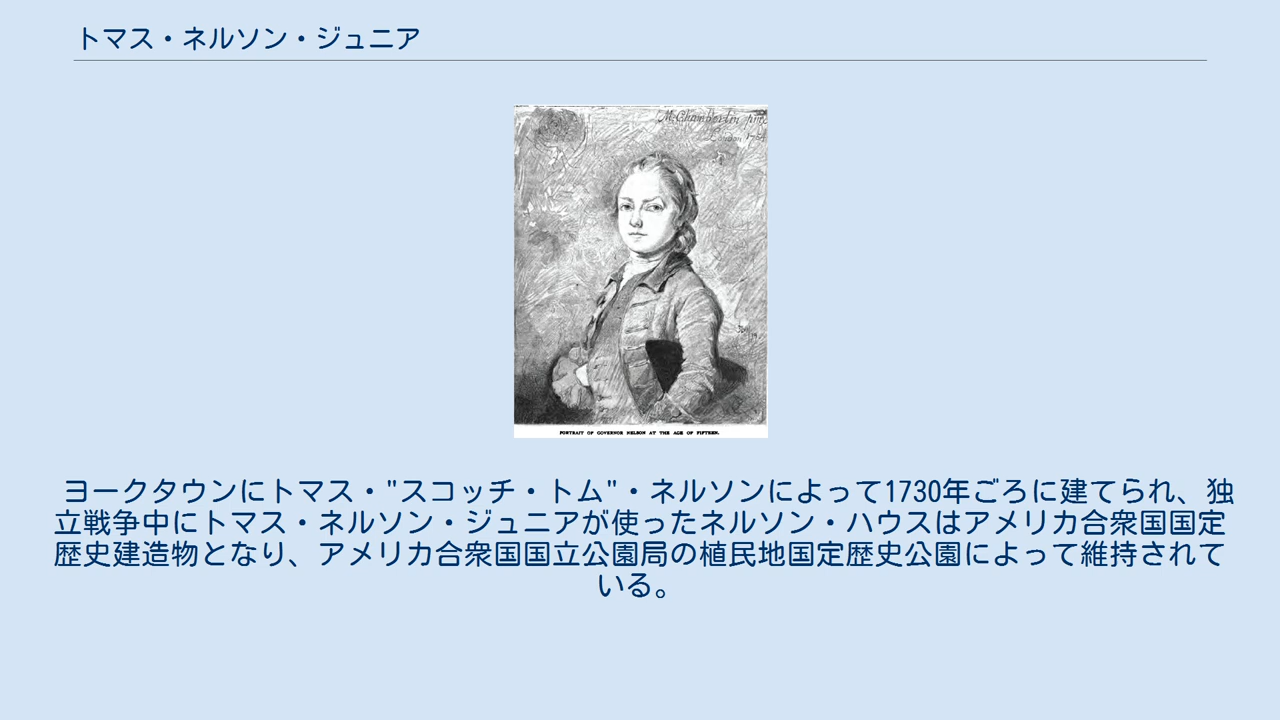 トマス・ネルソン・ジュニア
M. Chamberlin pinx
London 17
PORTRAIT OF GOVERNOR NELSON AT THE AGE OF FIFTEEN.
ヨークタウンにトマス・"スコッチ・トム"・ネルソンによって1730年ごろに建てられ、独
立戦争中にトマス・ネルソン・ジュニアが使ったネルソン・ハウスはアメリカ合衆国国定
歴史建造物となり、アメリカ合衆国国立公園局の植民地国定歴史公園によって維持されて
いる。